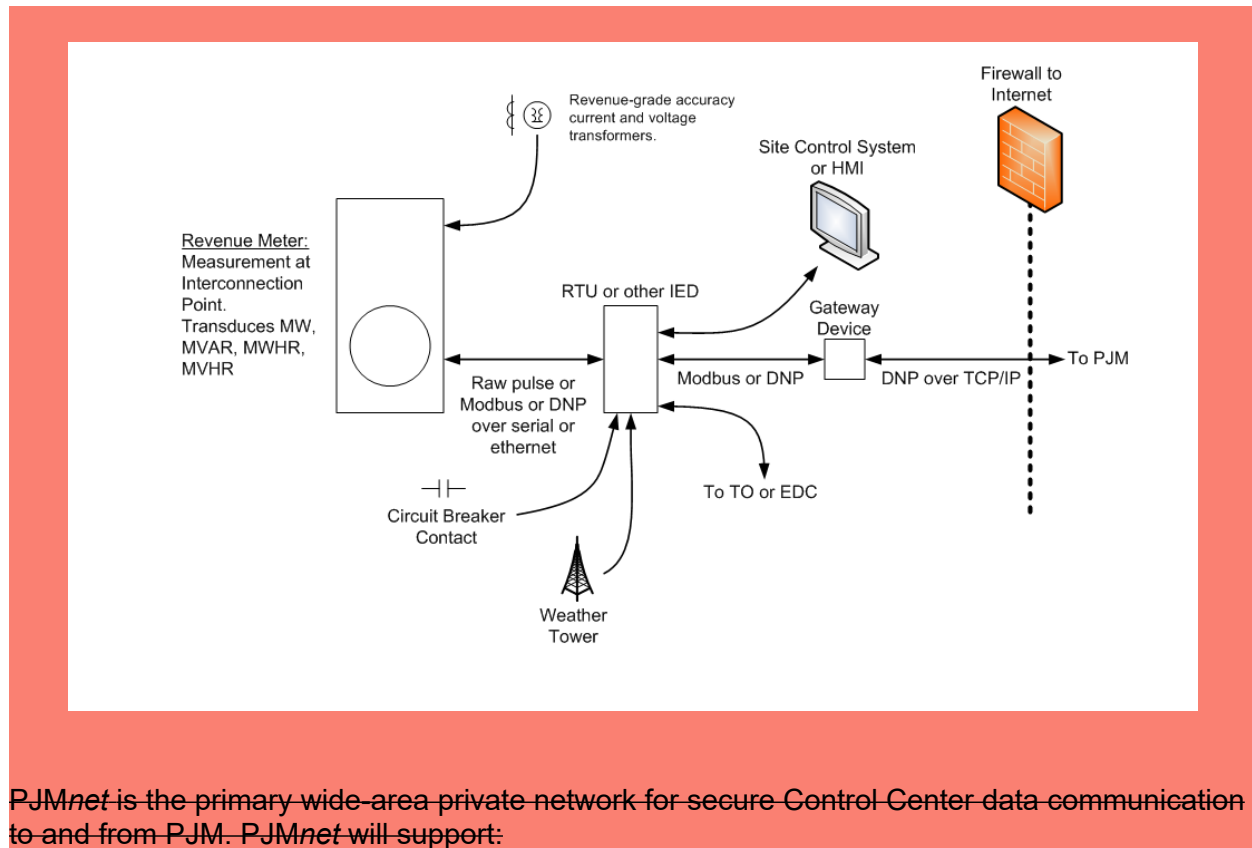 Firewall to
Internet
Revenue-grade accuracy
current and voltage
transformers.
Site Control System
or HMI
Revenue Meter:
Measurement at
Interconnection
Point.
Transduces MW,
MVAR, MWHR,
MVHR
RTU or other IED
Gateway
Device
To PJM
Raw pulse or
Modbus or DNP
over serial or
ethernet
Modbus or DNP
DNP over TCP/IP
To TO or EDC
Circuit Breaker
Contact
Weather
Tower
PJMnet is the primary wide-area private network for secure Control Center data communication
to and from PJM. PJMnet will support: